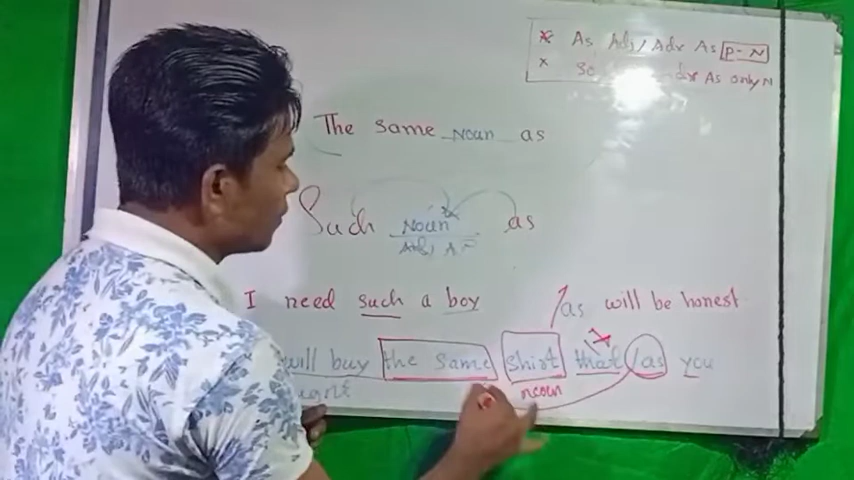 * As Adj/Adv As P-N
* So As only N
The same Noun as
Such Noun as
Adj
I need such a boy as will be honest
will buy the same shirt that /as you
noun